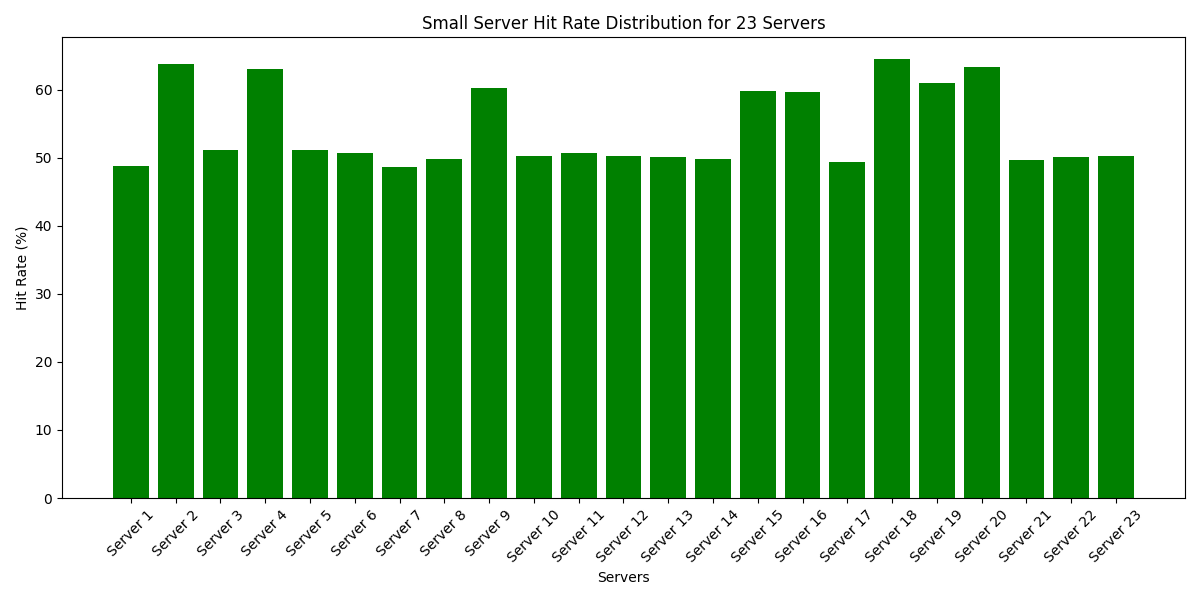 Small Server Hit Rate Distribution for 23 Servers
Hit Rate (%)
60
50
40
30
20
10
0
Server 1
Server 2
Server 3
Server 4
Server 5
Server 6
Server 7
Server 8
Server 9
Server 10
Server 11
Server 12
Server 13
Server 14
Server 15
Server 16
Server 17
Server 18
Server 19
Server 20
Server 21
Server 22
Server 23
Servers